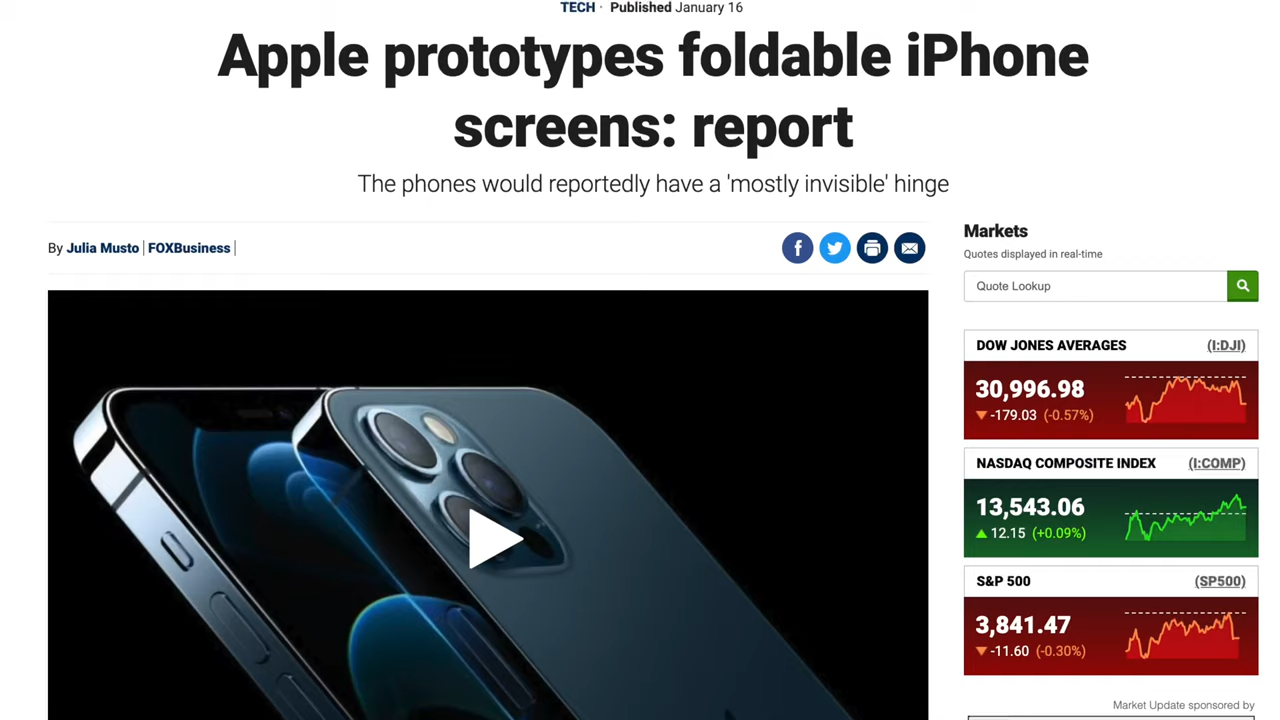 TECH · Published January 16
Apple prototypes foldable iPhone
screens: report
The phones would reportedly have a 'mostly invisible' hinge
By Julia Musto | FOXBusiness |
Markets
Quotes displayed in real-time
Quote Lookup
DOW JONES AVERAGES (I:DJI)
30,996.98
-179.03 (-0.57%)
NASDAQ COMPOSITE INDEX (I:COMP)
13,543.06
12.15 (+0.09%)
S&P 500 (SP500)
3,841.47
-11.60 (-0.30%)
Market Update sponsored by